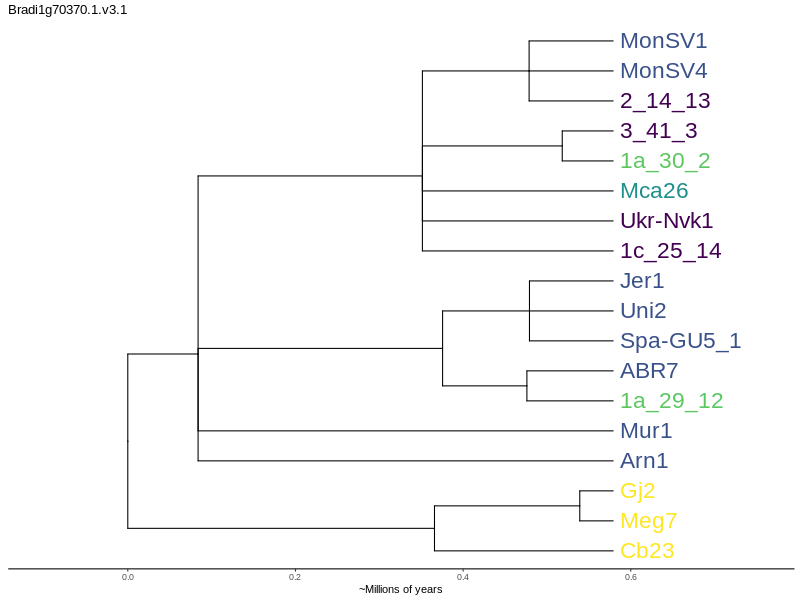 Bradi1g70370.1.v3.1
MonSV1
MonSV4
2_14_13
3_41_3
1a_30_2
Mca26
Ukr-Nvk1
1c_25_14
Jer1
Uni2
Spa-GU5_1
ABR7
1a_29_12
Mur1
Arn1
Gj2
Meg7
Cb23
0.0 0.2 0.4 0.6
~Millions of years